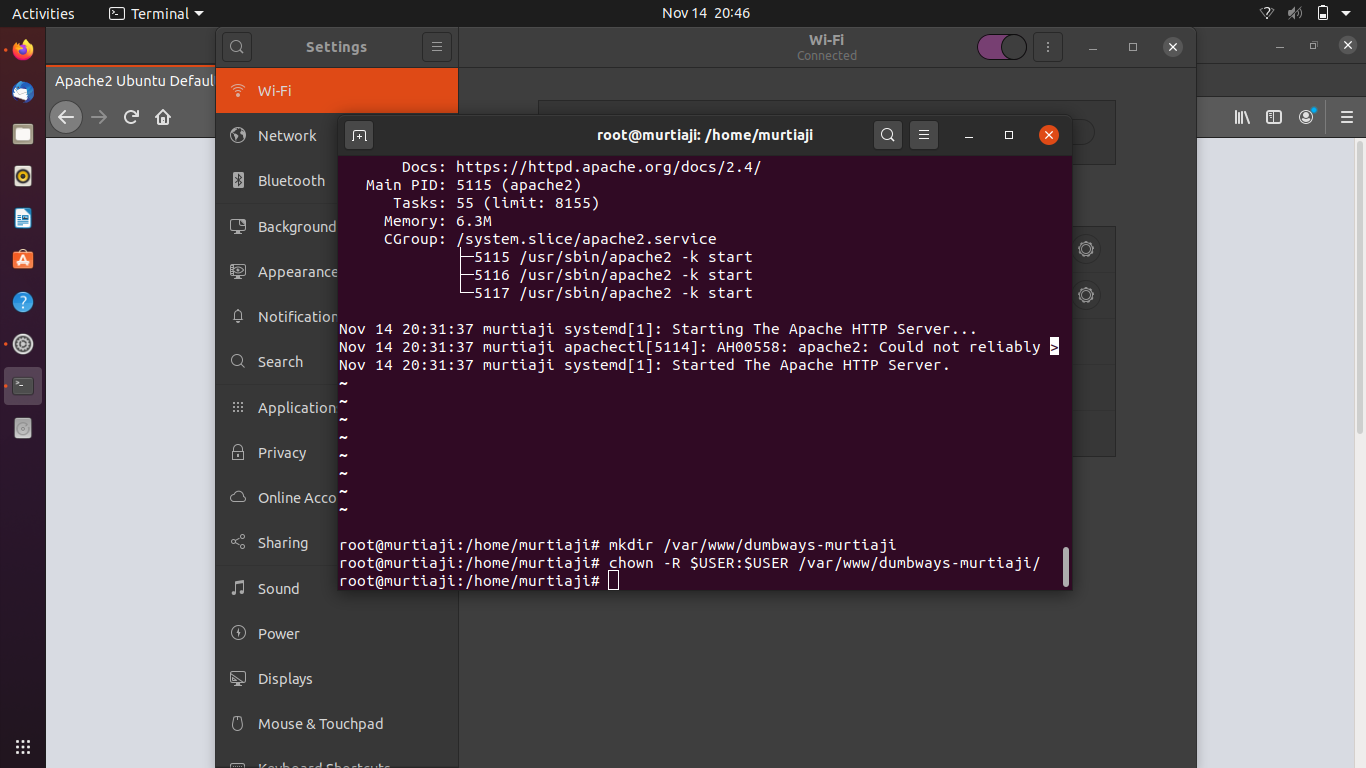 Activities
Terminal
Nov 14 20:46
Settings
Wi-Fi
Connected
Apache2 Ubuntu Defaul
Wi-Fi
Network
Bluetooth
Background
Appearance
Notification
Search
Application
Privacy
Online Acco
Sharing
Sound
Power
Displays
Mouse & Touchpad
Keyboard Shortcuts
root@murtiaji: /home/murtiaji
Docs: https://httpd.apache.org/docs/2.4/
Main PID: 5115 (apache2)
Tasks: 55 (limit: 8155)
Memory: 6.3M
CGroup: /system.slice/apache2.service
├─5115 /usr/sbin/apache2 -k start
├─5116 /usr/sbin/apache2 -k start
└─5117 /usr/sbin/apache2 -k start
Nov 14 20:31:37 murtiaji systemd[1]: Starting The Apache HTTP Server...
Nov 14 20:31:37 murtiaji apachectl[5114]: AH00558: apache2: Could not reliably >
Nov 14 20:31:37 murtiaji systemd[1]: Started The Apache HTTP Server.
~
~
~
~
~
~
~
~
root@murtiaji:/home/murtiaji# mkdir /var/www/dumbways-murtiaji
root@murtiaji:/home/murtiaji# chown -R $USER:$USER /var/www/dumbways-murtiaji/
root@murtiaji:/home/murtiaji#